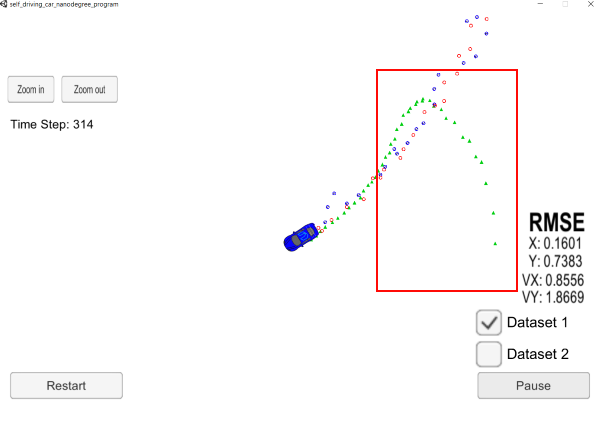 self_driving_car_nanodegree_program
Zoom in
Zoom out
Time Step: 314
RMSE
X: 0.1601
Y: 0.7383
VX: 0.8556
VY: 1.8669
Dataset 1
Dataset 2
Restart
Pause